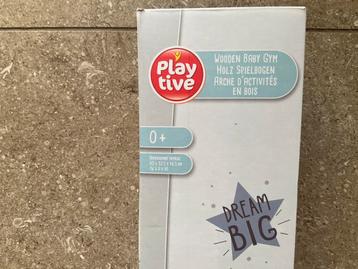 Play
tive
Wooden Baby Gym
Holz Spielbogen
Arche d'activités
en bois
0+
DREAM
BIG